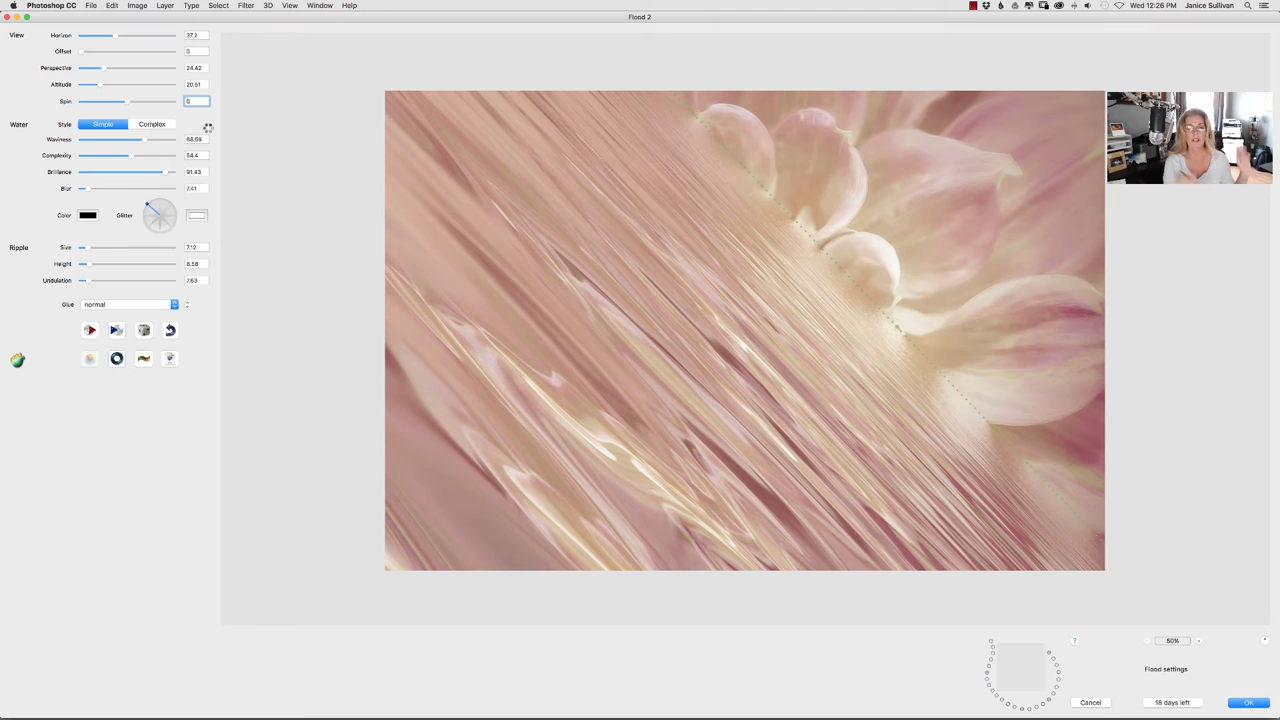 Photoshop CC File Edit Image Layer Type Select Filter 3D View Window Help Wed 12:26 PM Janice Sullivan
Flood 2
View Horizon 37.2
Offset 0
Perspective 24.42
Altitude 20.51
Spin 0
Water Style Simple Complex
Waviness 68.59
Complexity 54.4
Brilliance 91.43
Blur 7.41
Color Glitter
Ripple Size 7.12
Height 8.58
Undulation 7.63
Glue normal
? 50%
Flood settings
Cancel 18 days left OK